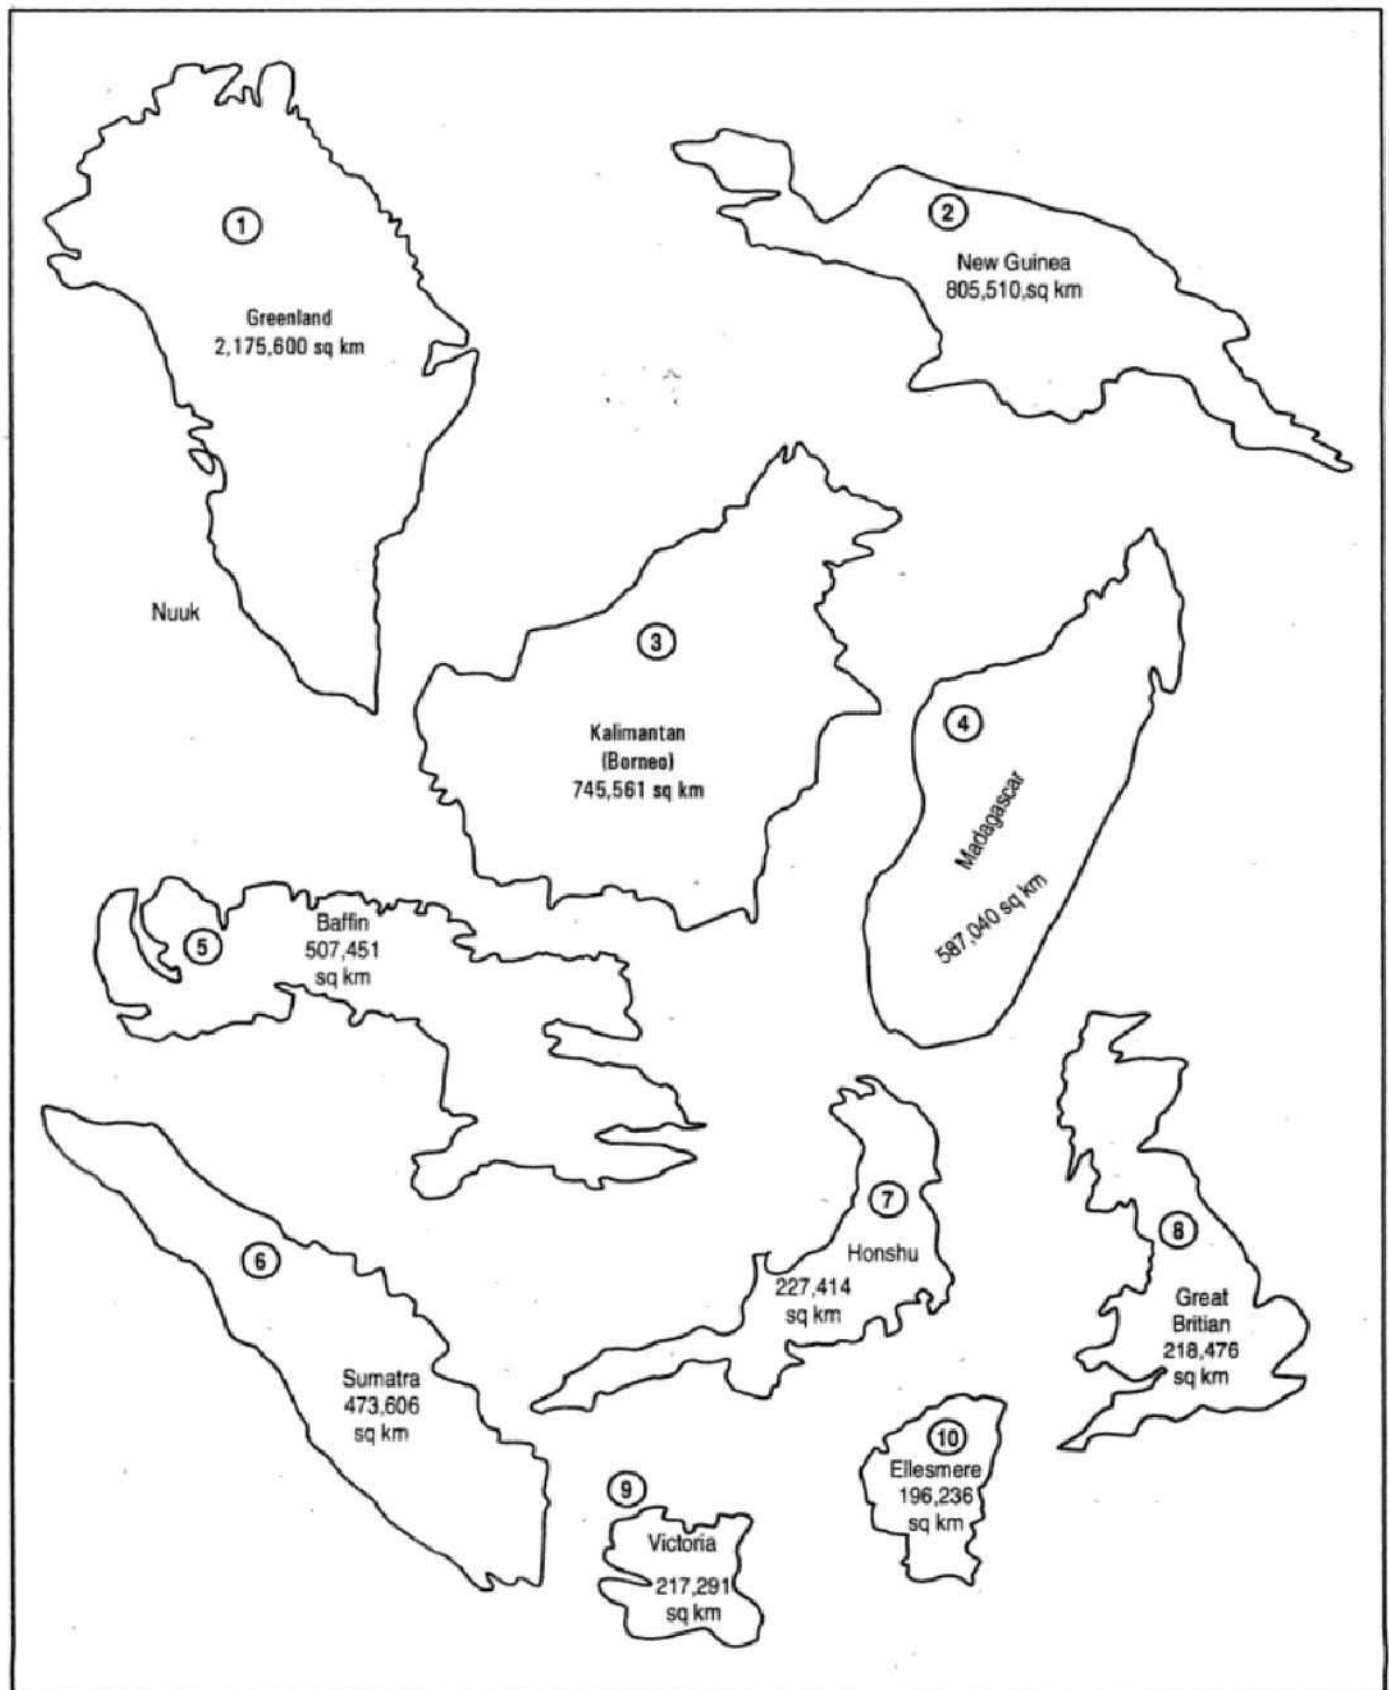 1
Greenland
2,175,600 sq km
Nuuk
2
New Guinea
805,510,sq km
3
Kalimantan
(Borneo)
745,561 sq km
4
Madagascar
587,040 sq km
5
Baffin
507,451
sq km
6
Sumatra
473,606
sq km
7
Honshu
227,414
sq km
8
Great
Britian
218,476
sq km
9
Victoria
217,291
sq km
10
Ellesmere
196,236
sq km